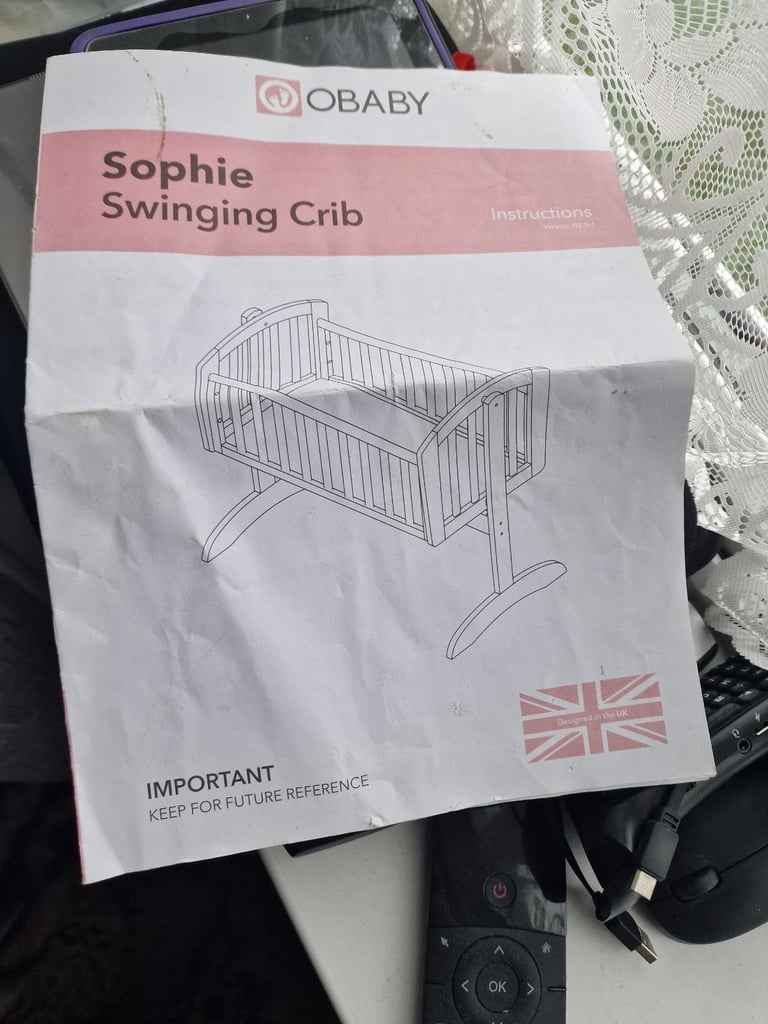 OBABY
Sophie
Swinging Crib
Instructions
Designed in the UK
IMPORTANT
KEEP FOR FUTURE REFERENCE
OK